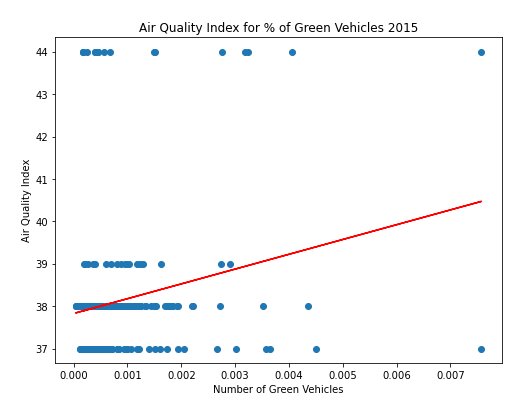 Air Quality Index for % of Green Vehicles 2015
44
43
42
41
40
39
38
37
Air Quality Index
0.000 0.001 0.002 0.003 0.004 0.005 0.006 0.007
Number of Green Vehicles